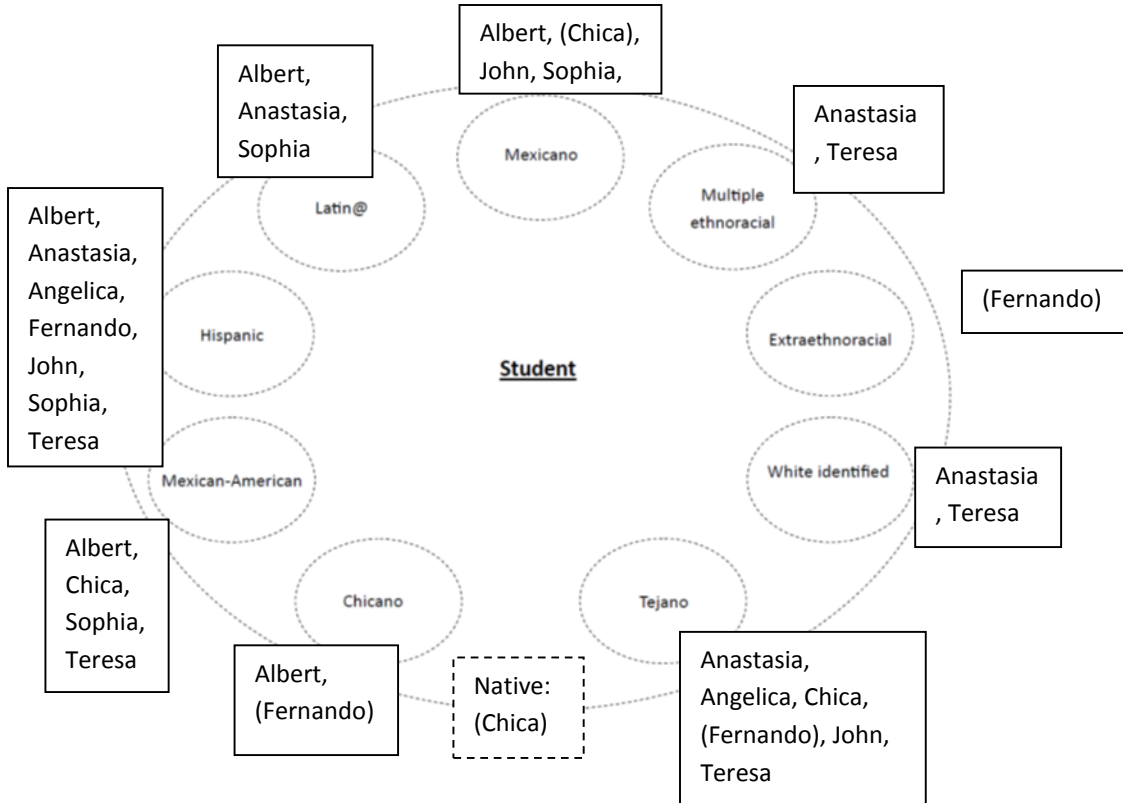 Albert, (Chica),
John, Sophia,
Albert,
Anastasia,
Sophia
Mexicano
Anastasia
, Teresa
Latin@
Multiple
ethnoracial
Albert,
Anastasia,
Angelica,
Fernando,
John,
Sophia,
Teresa
Hispanic
(Fernando)
Extraethnoracial
Student
Mexican-American
White identified
Anastasia
, Teresa
Albert,
Chica,
Sophia,
Teresa
Chicano
Tejano
Albert,
(Fernando)
Native:
(Chica)
Anastasia,
Angelica, Chica,
(Fernando), John,
Teresa